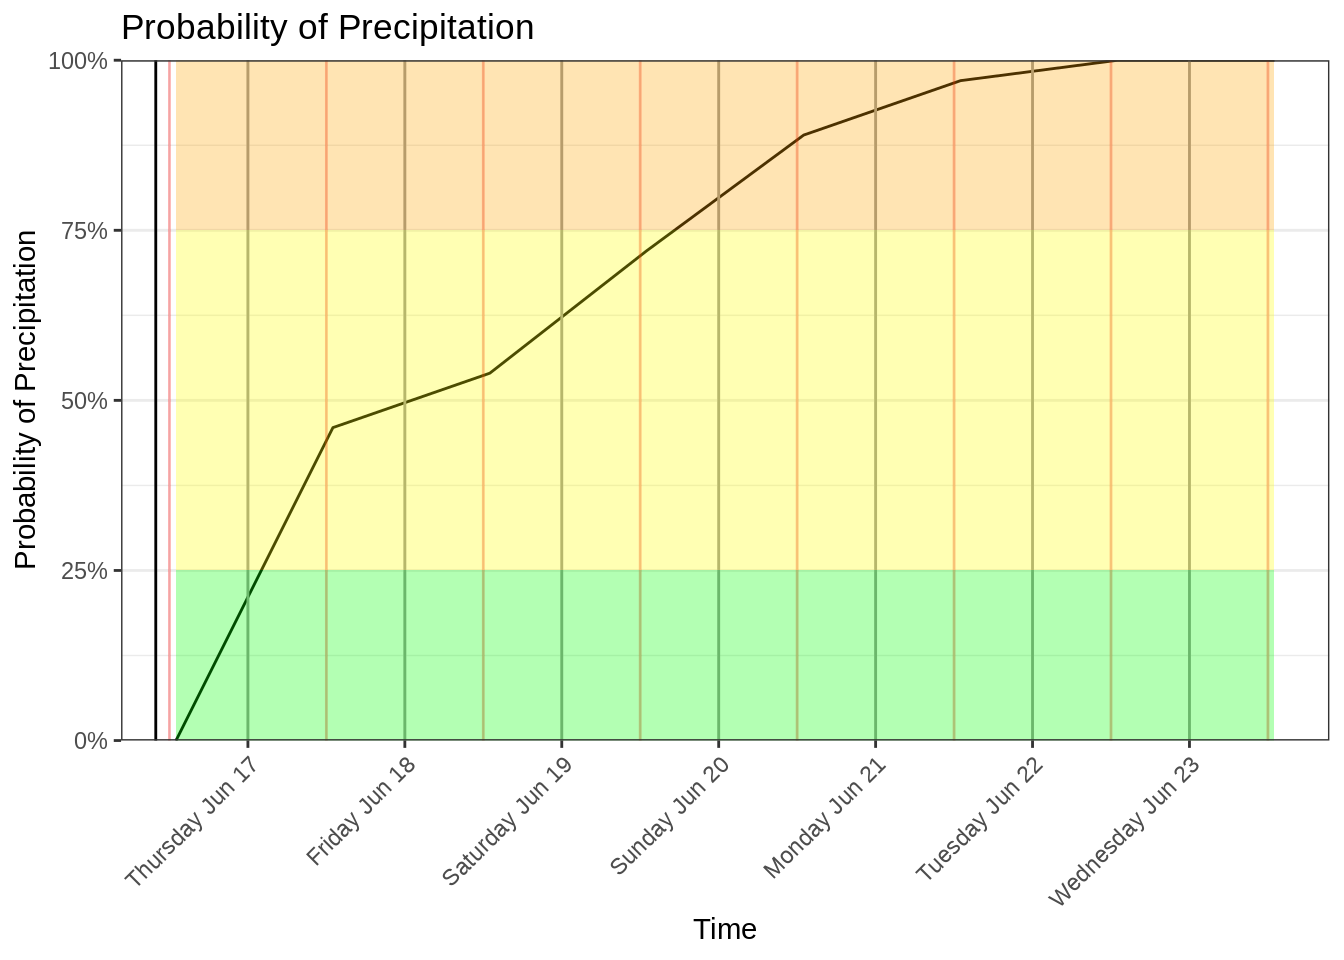 Probability of Precipitation
Probability of Precipitation
100%
75%
50%
25%
0%
Thursday Jun 17
Friday Jun 18
Saturday Jun 19
Sunday Jun 20
Monday Jun 21
Tuesday Jun 22
Wednesday Jun 23
Time